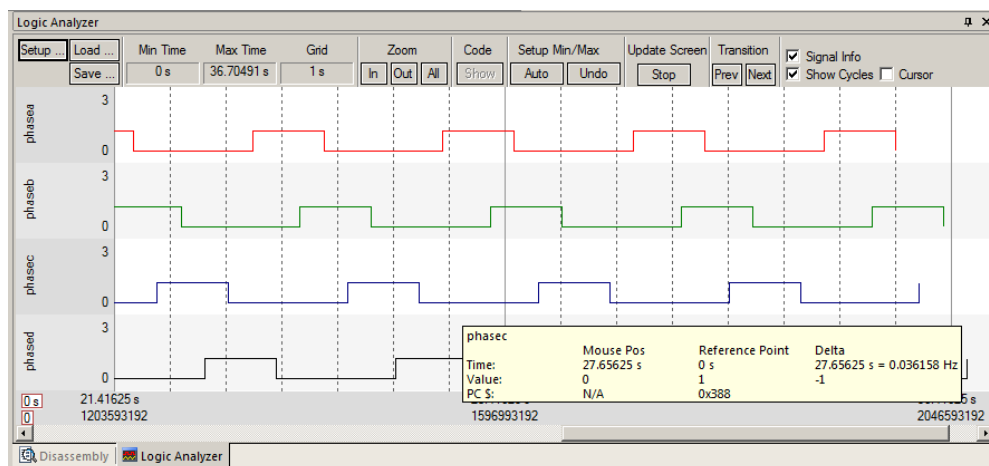 Logic Analyzer
Setup ... Load ... Min Time Max Time Grid Zoom Code Setup Min/Max Update Screen Transition Signal Info
Save ... 0 s 36.70491 s 1 s In Out All Show Auto Undo Stop Prev Next Show Cycles Cursor
phasea
3
0
phaseb
3
0
phasec
3
0
phased
3
0
phasec
Mouse Pos Reference Point Delta
Time: 27.65625 s 0 s 27.65625 s = 0.036158 Hz
Value: 0 1 -1
PC $: N/A 0x388
0 s 21.41625 s
0 1203593192 1596993192 2046593192
Disassembly Logic Analyzer